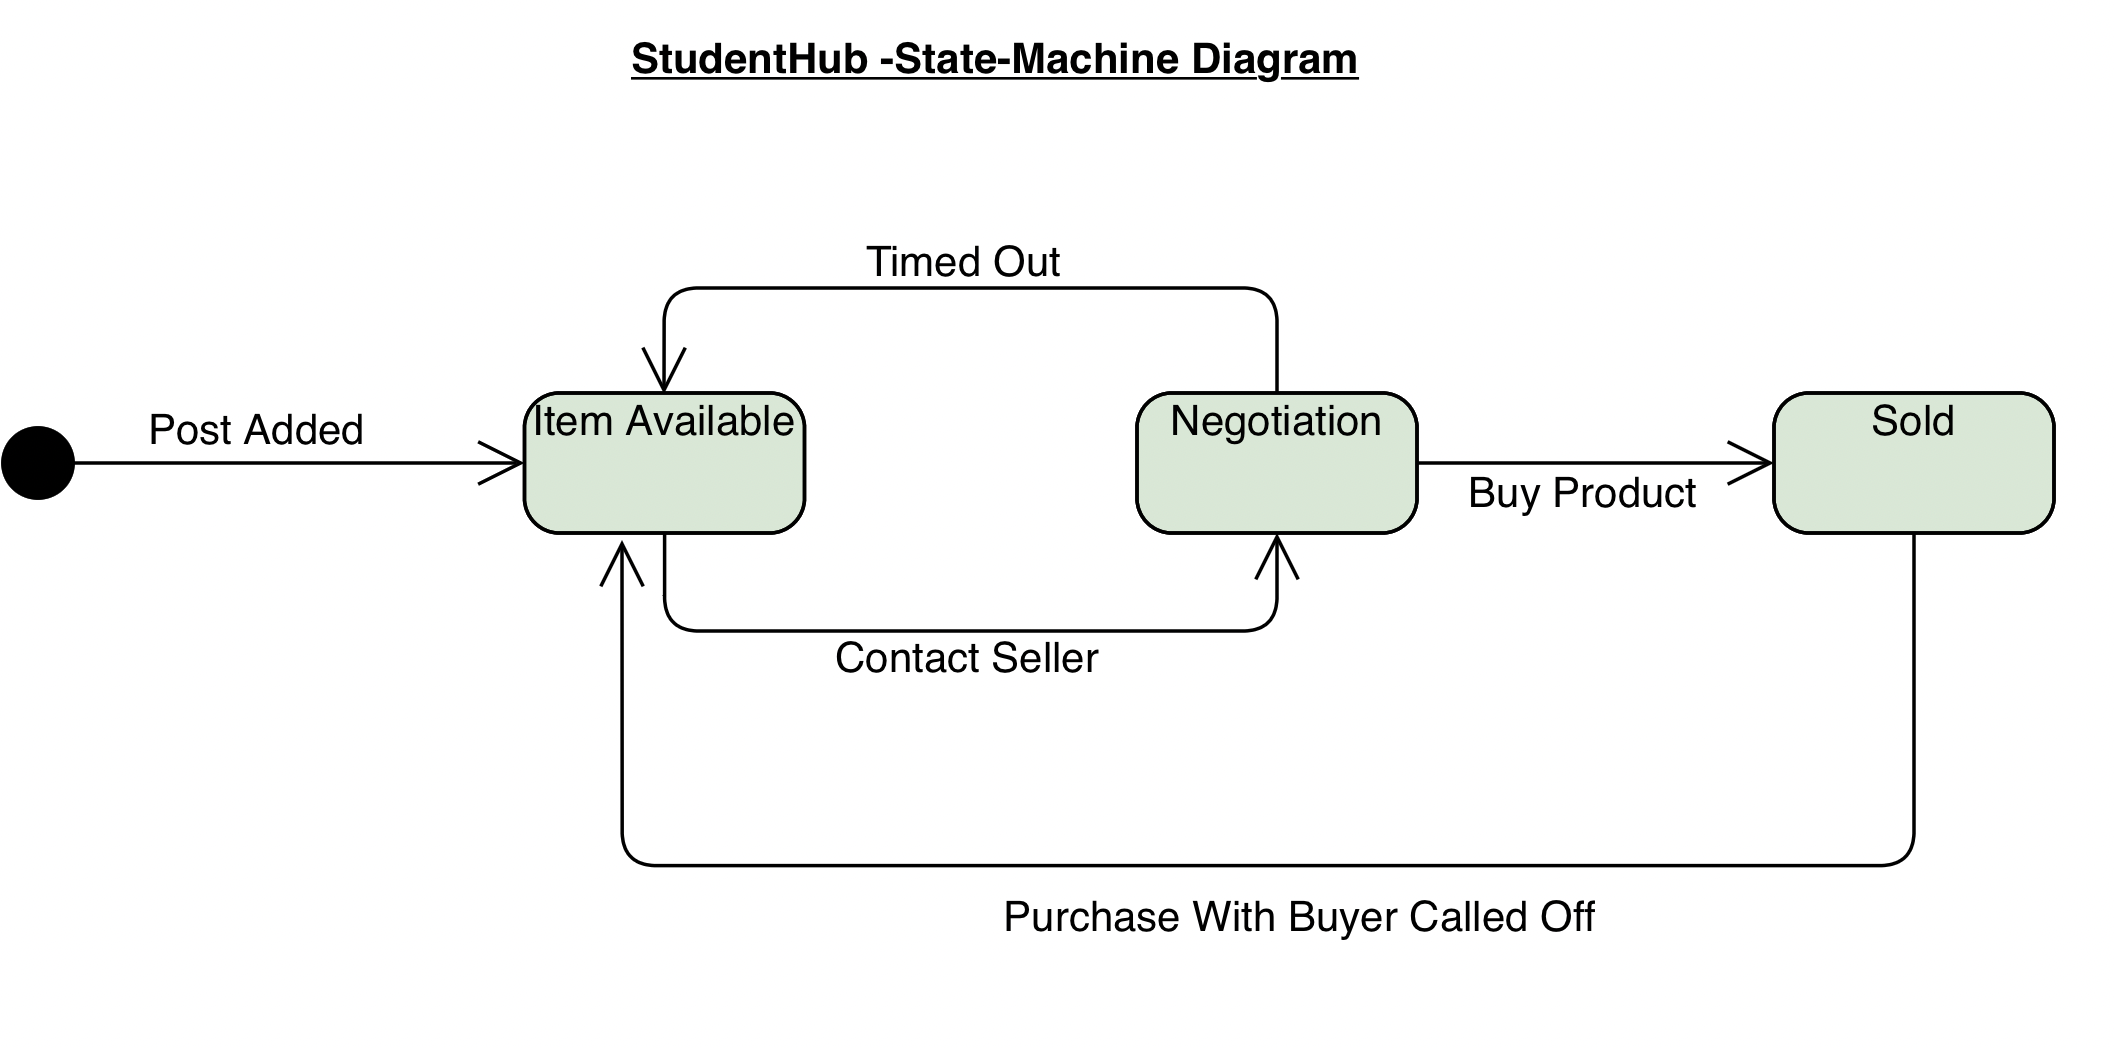 StudentHub -State-Machine Diagram
Timed Out
Post Added
Item Available
Negotiation
Sold
Buy Product
Contact Seller
Purchase With Buyer Called Off